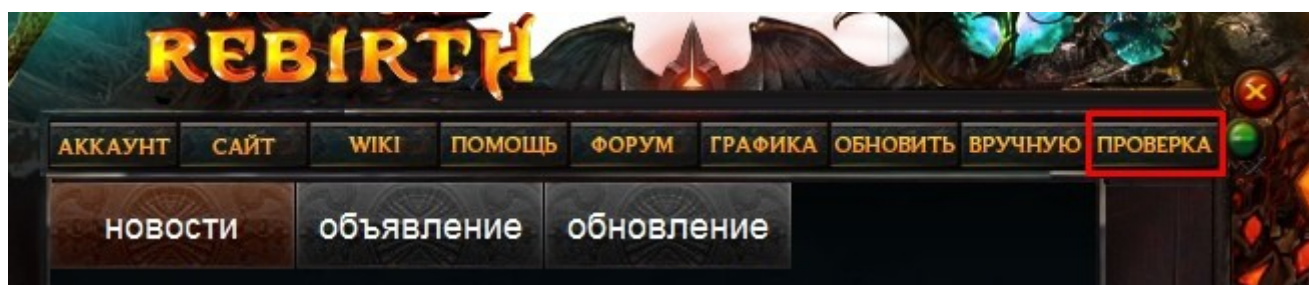 REBIRTH
АККАУНТ САЙТ WIKI ПОМОЩЬ ФОРУМ ГРАФИКА ОБНОВИТЬ ВРУЧНУЮ ПРОВЕРКА
новости объявление обновление